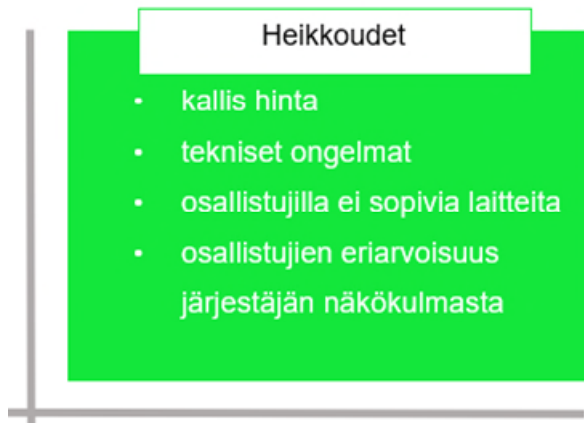 Heikkoudet
• kallis hinta
• tekniset ongelmat
• osallistujilla ei sopivia laitteita
• osallistujien eriarvoisuus
järjestäjän näkökulmasta